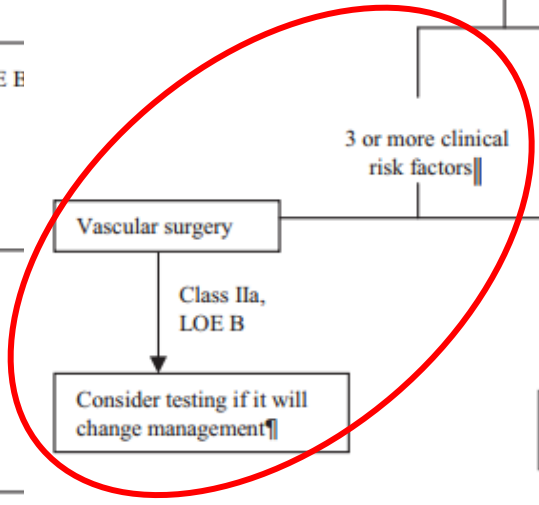 E E
3 or more clinical
risk factors‖
Vascular surgery
Class IIa,
LOE B
Consider testing if it will
change management¶